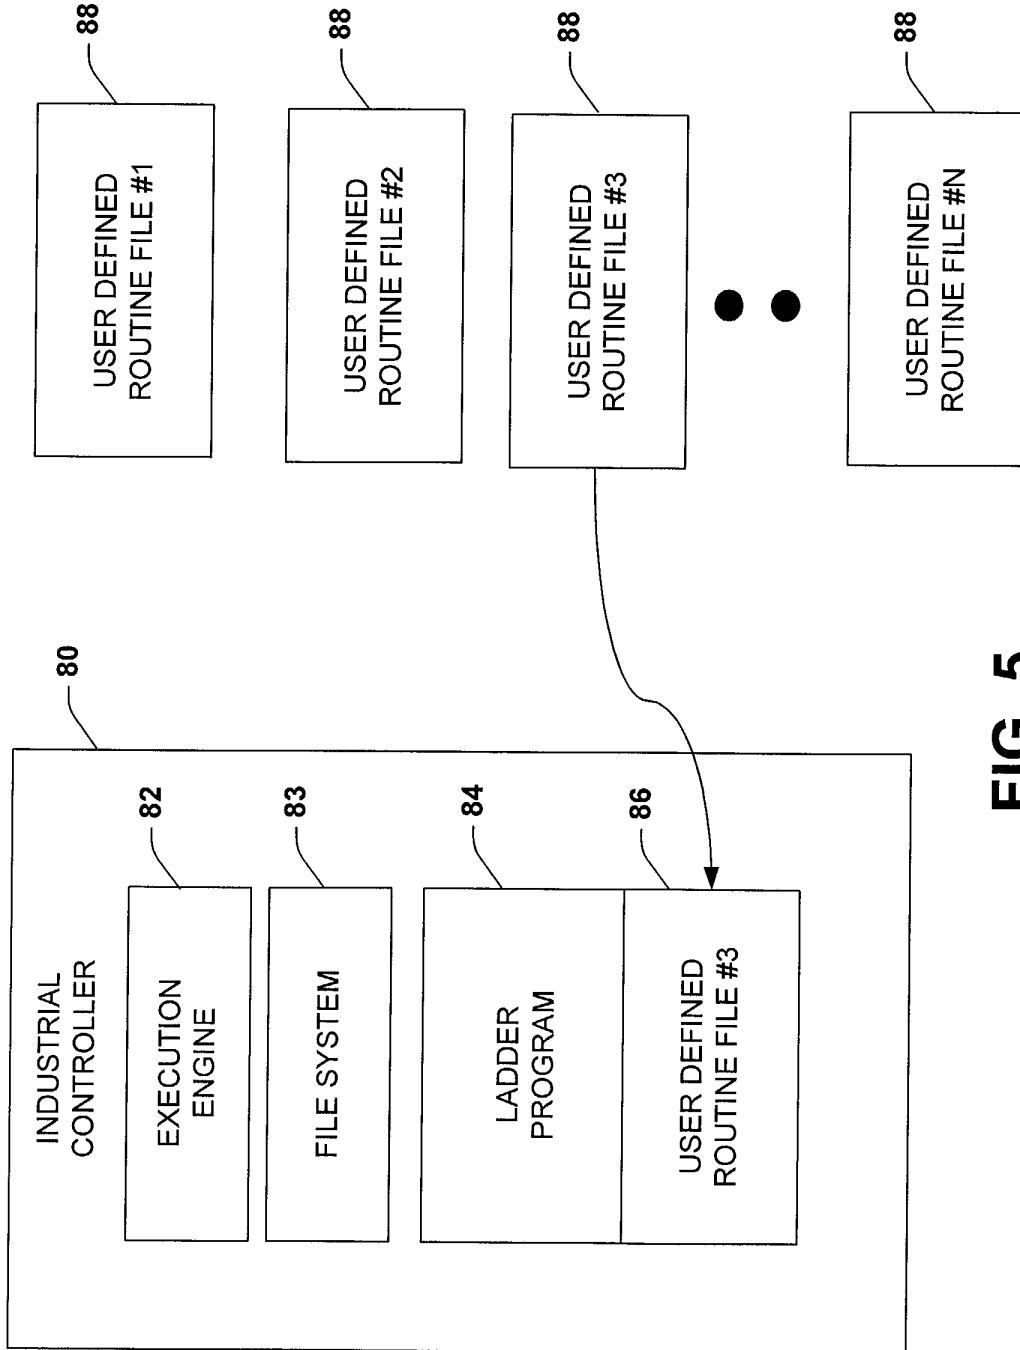 INDUSTRIAL
CONTROLLER
80
EXECUTION
ENGINE
82
FILE SYSTEM
83
LADDER
PROGRAM
84
USER DEFINED
ROUTINE FILE #3
86
USER DEFINED
ROUTINE FILE #1
88
USER DEFINED
ROUTINE FILE #2
88
USER DEFINED
ROUTINE FILE #3
88
USER DEFINED
ROUTINE FILE #N
88
FIG. 5